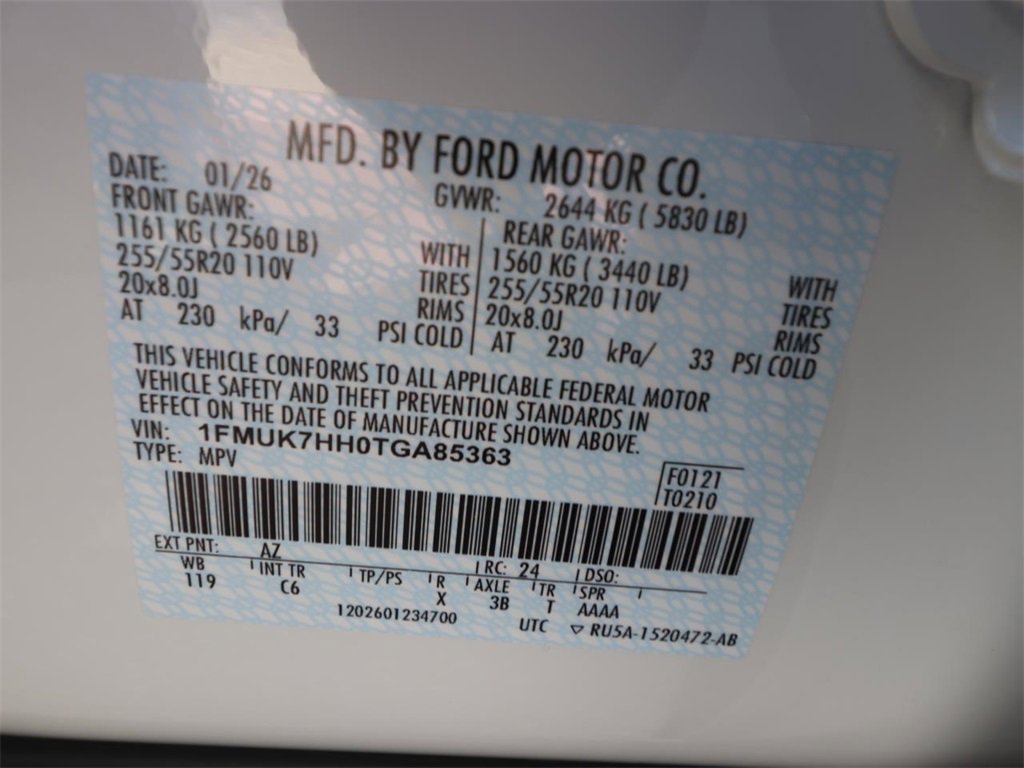 MFD. BY FORD MOTOR CO.
DATE: 01/26 GVWR: 2644 KG ( 5830 LB)
FRONT GAWR: REAR GAWR:
1161 KG ( 2560 LB) WITH 1560 KG ( 3440 LB) WITH
255/55R20 110V TIRES 255/55R20 110V TIRES
20x8.0J RIMS 20x8.0J RIMS
AT 230 kPa/ 33 PSI COLD AT 230 kPa/ 33 PSI COLD
THIS VEHICLE CONFORMS TO ALL APPLICABLE FEDERAL MOTOR
VEHICLE SAFETY AND THEFT PREVENTION STANDARDS IN
EFFECT ON THE DATE OF MANUFACTURE SHOWN ABOVE.
VIN: 1FMUK7HH0TGA85363
TYPE: MPV
F0121
T0210
EXT PNT: AZ RC: 24 DSO:
WB INT TR TP/PS R AXLE TR SPR
119 C6 X 3B T AAAA
1202601234700 UTC ▽ RU5A-1520472-AB